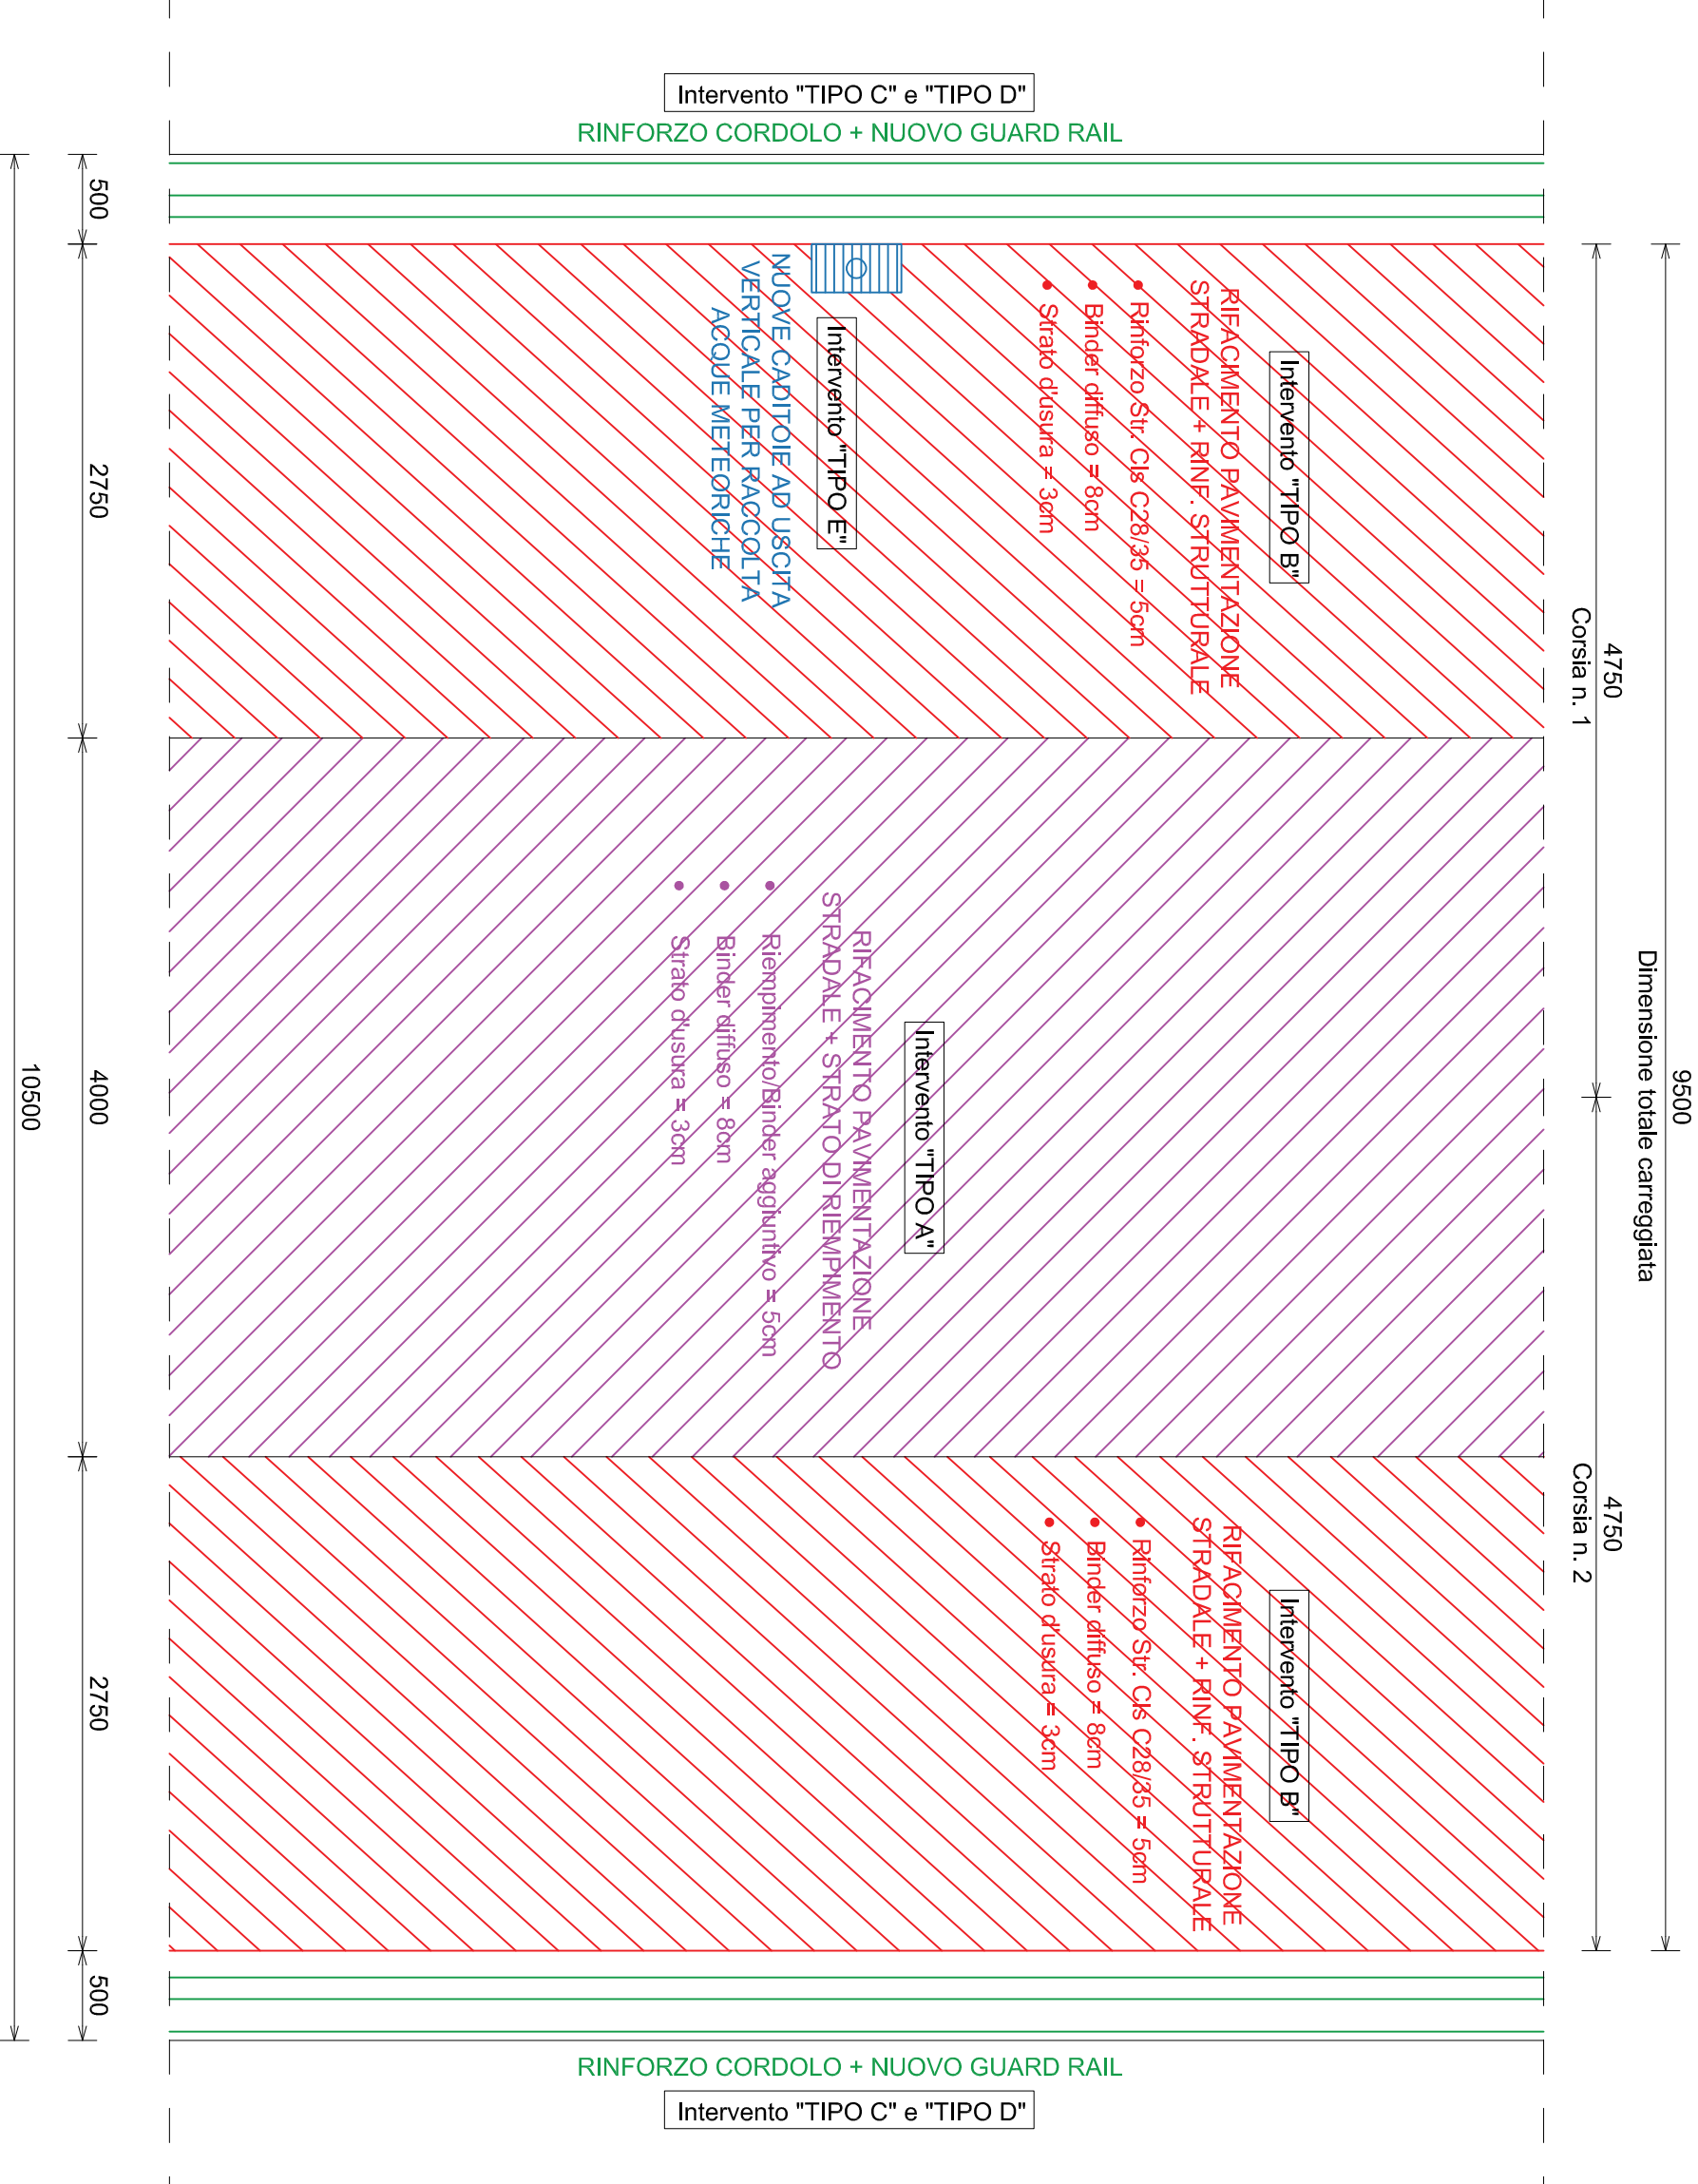 Intervento "TIPO C" e "TIPO D"
RINFORZO CORDOLO + NUOVO GUARD RAIL
9500
Dimensione totale carreggiata
4750
Corsia n. 1
4750
Corsia n. 2
Intervento "TIPO B"
RIFACIMENTO PAVIMENTAZIONE
STRADALE + RINF. STRUTTURALE
• Rinforzo Str. Cls C28/35 = 5cm
• Binder diffuso = 8cm
• Strato d'usura = 3cm
Intervento "TIPO E"
NUOVE CADITOIE AD USCITA
VERTICALE PER RACCOLTA
ACQUE METEORICHE
Intervento "TIPO A"
RIFACIMENTO PAVIMENTAZIONE
STRADALE + STRATO DI RIEMPIMENTO
• Riempimento/Binder aggiuntivo = 5cm
• Binder diffuso = 8cm
• Strato d'usura = 3cm
Intervento "TIPO B"
RIFACIMENTO PAVIMENTAZIONE
STRADALE + RINF. STRUTTURALE
• Rinforzo Str. Cls C28/35 = 5cm
• Binder diffuso = 8cm
• Strato d'usura = 3cm
500
2750
4000
2750
500
10500
RINFORZO CORDOLO + NUOVO GUARD RAIL
Intervento "TIPO C" e "TIPO D"